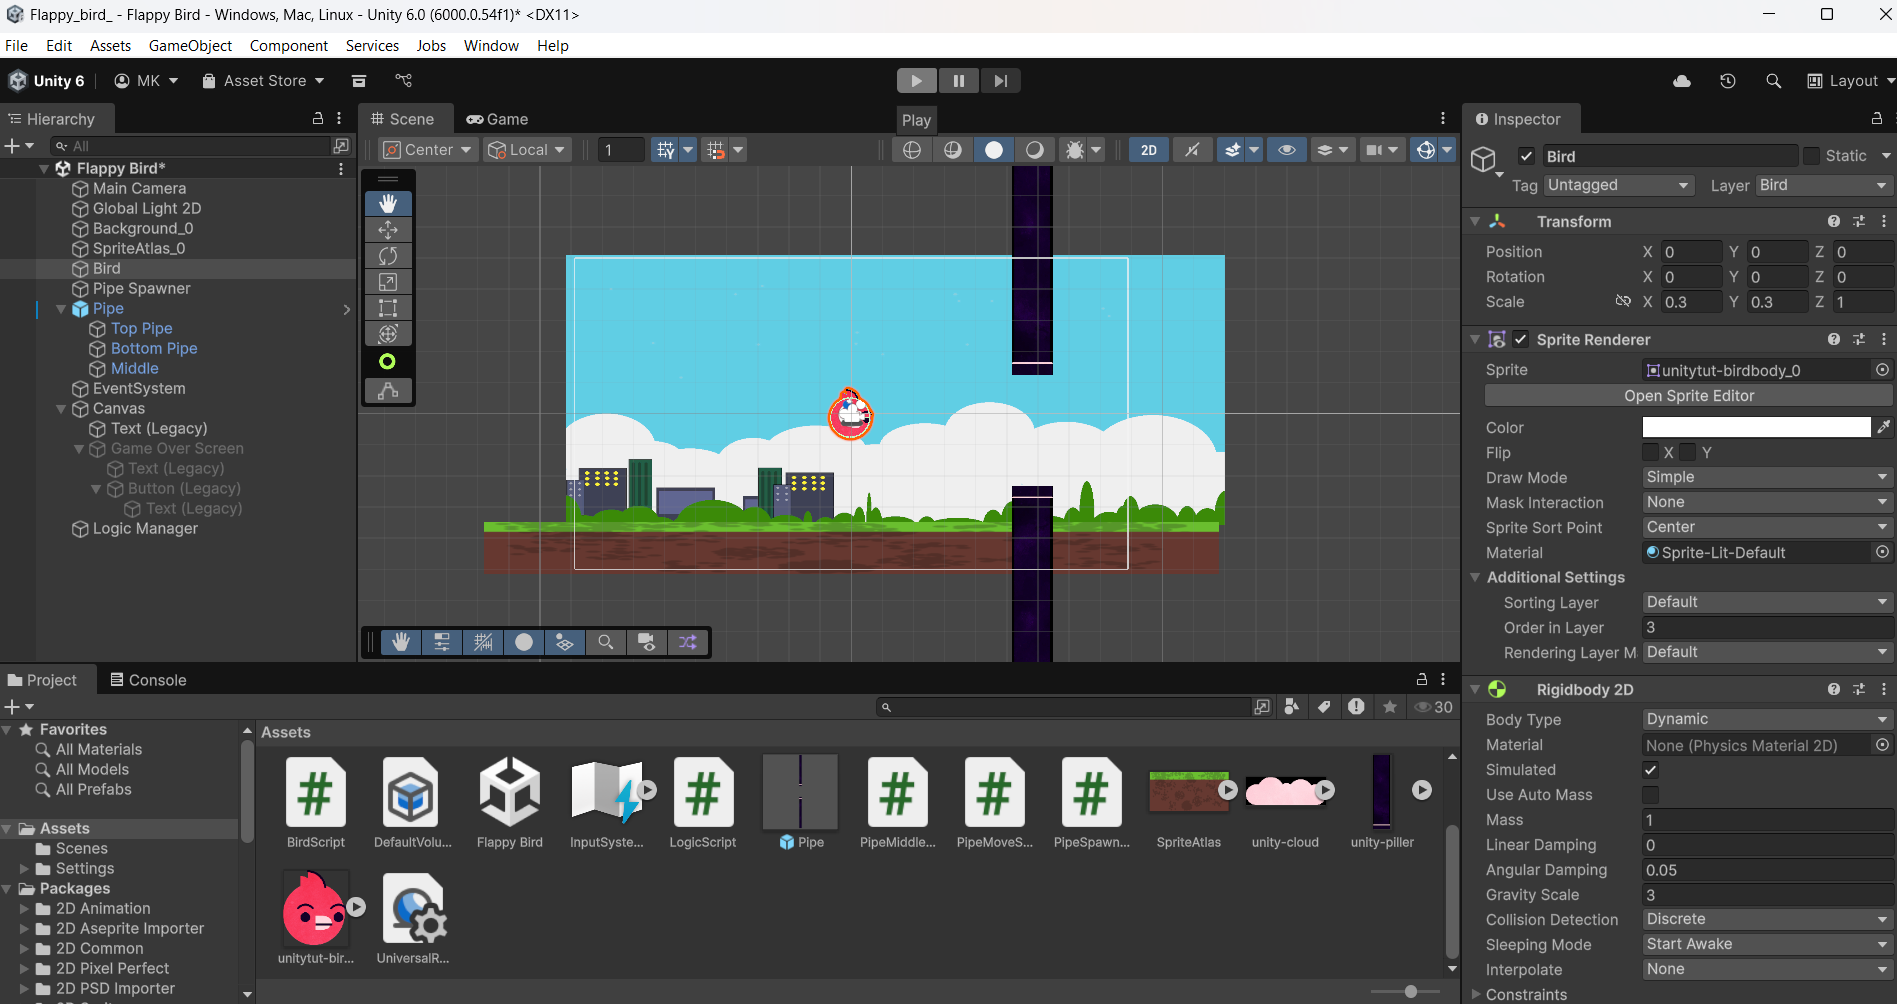 Flappy_bird_ - Flappy Bird - Windows, Mac, Linux - Unity 6.0 (6000.0.54f1)* <DX11>
File Edit Assets GameObject Component Services Jobs Window Help
Unity 6 MK Asset Store Layout
Hierarchy
All
Flappy Bird*
Main Camera
Global Light 2D
Background_0
SpriteAtlas_0
Bird
Pipe Spawner
Pipe
Top Pipe
Bottom Pipe
Middle
EventSystem
Canvas
Text (Legacy)
Game Over Screen
Text (Legacy)
Button (Legacy)
Text (Legacy)
Logic Manager
Scene Game
Play
Center Local 1 2D
Inspector
Bird Static
Tag Untagged Layer Bird
Transform
Position X 0 Y 0 Z 0
Rotation X 0 Y 0 Z 0
Scale X 0.3 Y 0.3 Z 1
Sprite Renderer
Sprite unitytut-birdbody_0
Open Sprite Editor
Color
Flip X Y
Draw Mode Simple
Mask Interaction None
Sprite Sort Point Center
Material Sprite-Lit-Default
Additional Settings
Sorting Layer Default
Order in Layer 3
Rendering Layer M Default
Rigidbody 2D
Body Type Dynamic
Material None (Physics Material 2D)
Simulated
Use Auto Mass
Mass 1
Linear Damping 0
Angular Damping 0.05
Gravity Scale 3
Collision Detection Discrete
Sleeping Mode Start Awake
Interpolate None
Constraints
Project Console
30
Favorites
All Materials
All Models
All Prefabs
Assets
Scenes
Settings
Packages
2D Animation
2D Aseprite Importer
2D Common
2D Pixel Perfect
2D PSD Importer
Assets
BirdScript DefaultVolu... Flappy Bird InputSyste... LogicScript Pipe PipeMiddle... PipeMoveS... PipeSpawn... SpriteAtlas unity-cloud unity-piller
unitytut-bir... UniversalR...